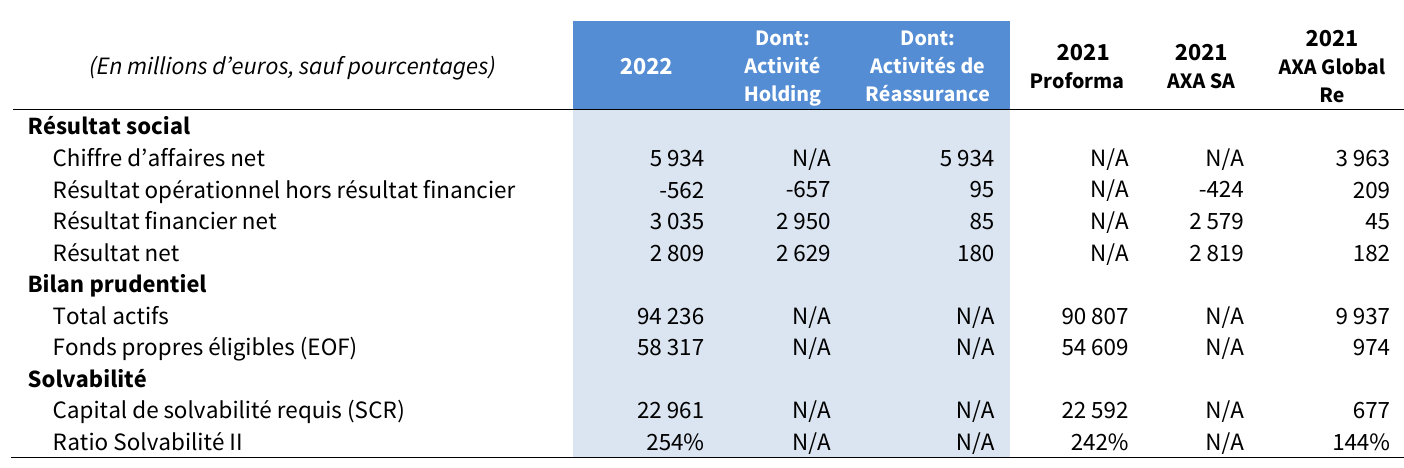 (En millions d’euros, sauf pourcentages) 2022 Dont: Activité Holding Dont: Activités de Réassurance 2021 Proforma 2021 AXA SA 2021 AXA Global Re
Résultat social
Chiffre d’affaires net 5 934 N/A 5 934 N/A N/A 3 963
Résultat opérationnel hors résultat financier -562 -657 95 N/A -424 209
Résultat financier net 3 035 2 950 85 N/A 2 579 45
Résultat net 2 809 2 629 180 N/A 2 819 182
Bilan prudentiel
Total actifs 94 236 N/A N/A 90 807 N/A 9 937
Fonds propres éligibles (EOF) 58 317 N/A N/A 54 609 N/A 974
Solvabilité
Capital de solvabilité requis (SCR) 22 961 N/A N/A 22 592 N/A 677
Ratio Solvabilité II 254% N/A N/A 242% N/A 144%